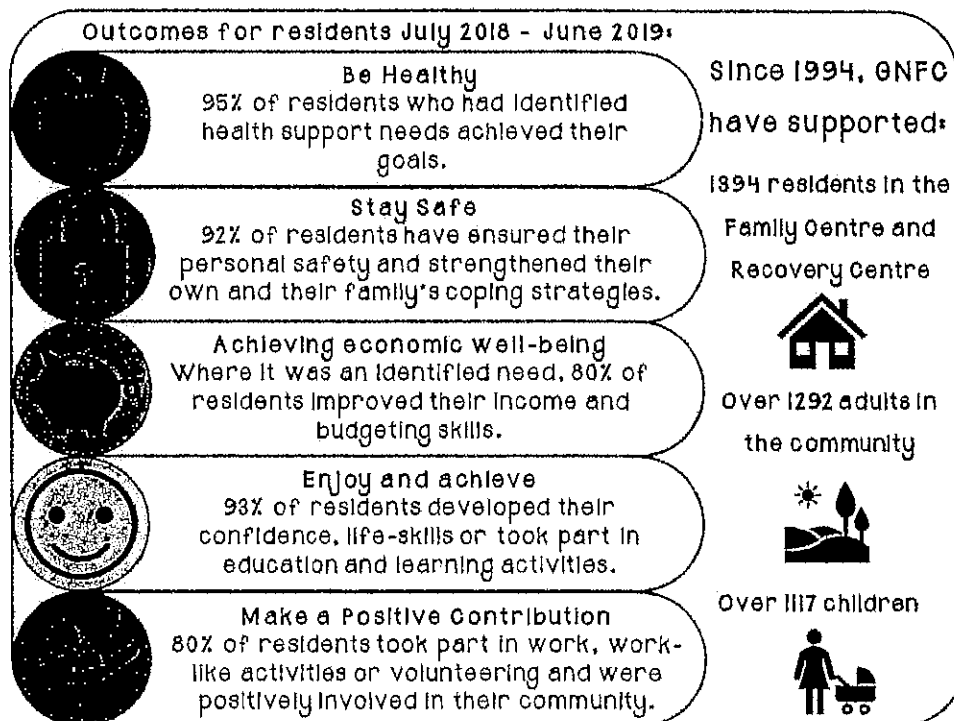 Outcomes for residents July 2018 - June 2019:
Be Healthy
95% of residents who had identified
health support needs achieved their
goals.
Stay Safe
92% of residents have ensured their
personal safety and strengthened their
own and their family's coping strategies.
Achieving economic well-being
Where it was an identified need, 80% of
residents improved their income and
budgeting skills.
Enjoy and achieve
93% of residents developed their
confidence, life-skills or took part in
education and learning activities.
Make a Positive Contribution
80% of residents took part in work, work-
like activities or volunteering and were
positively involved in their community.
Since 1994, GNFC
have supported:
1394 residents in the
Family Centre and
Recovery Centre
Over 1292 adults in
the community
Over 1117 children